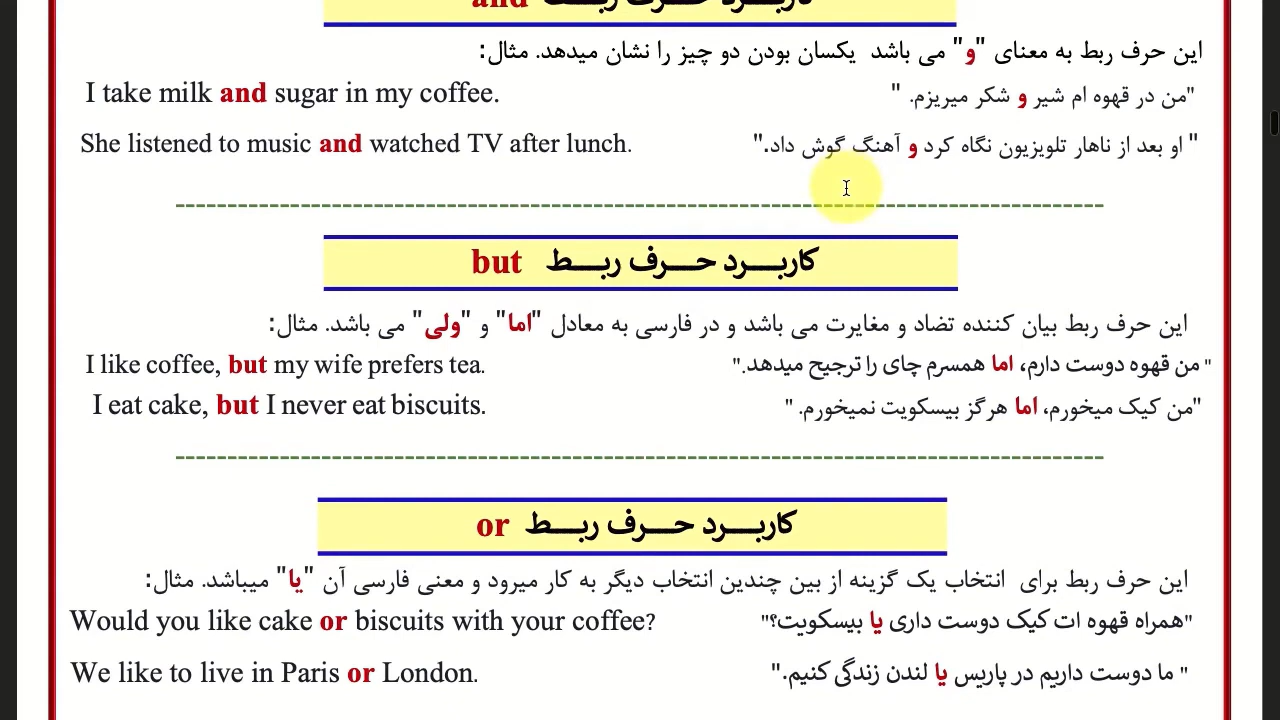 کاربرد حرف ربط and
این حرف ربط به معنای "و" می باشد یکسان بودن دو چیز را نشان میدهد. مثال:
I take milk and sugar in my coffee. "من در قهوه ام شیر و شکر میریزم. "
She listened to music and watched TV after lunch. " او بعد از ناهار تلویزیون نگاه کرد و آهنگ گوش داد."
کاربـــرد حـــرف ربـــط but
این حرف ربط بیان کننده تضاد و مغایرت می باشد و در فارسی به معادل "اما" و "ولی" می باشد. مثال:
I like coffee, but my wife prefers tea. " من قهوه دوست دارم، اما همسرم چای را ترجیح میدهد."
I eat cake, but I never eat biscuits. "من کیک میخورم، اما هرگز بیسکویت نمیخورم. "
کاربـــرد حـــرف ربـــط or
این حرف ربط برای انتخاب یک گزینه از بین چندین انتخاب دیگر به کار میرود و معنی فارسی آن "یا" میباشد. مثال:
Would you like cake or biscuits with your coffee? "همراه قهوه ات کیک دوست داری یا بیسکویت؟"
We like to live in Paris or London. " ما دوست داریم در پاریس یا لندن زندگی کنیم."